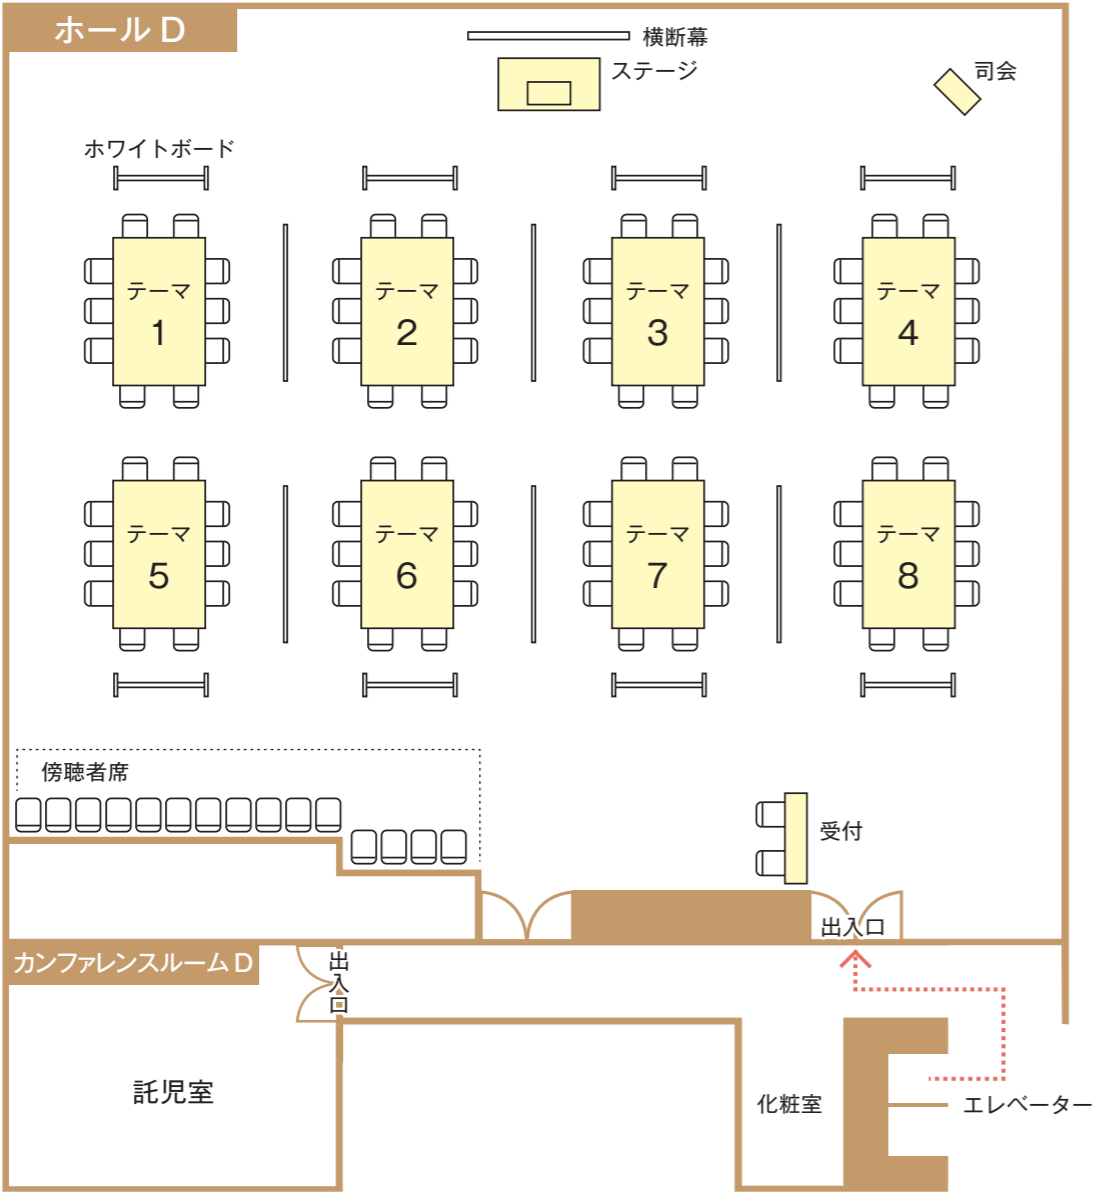 ホール D
横断幕
ステージ
司会
ホワイトボード
テーマ
1
テーマ
2
テーマ
3
テーマ
4
テーマ
5
テーマ
6
テーマ
7
テーマ
8
傍聴者席
受付
出入口
カンファレンスルーム D
出入口
託児室
化粧室
エレベーター